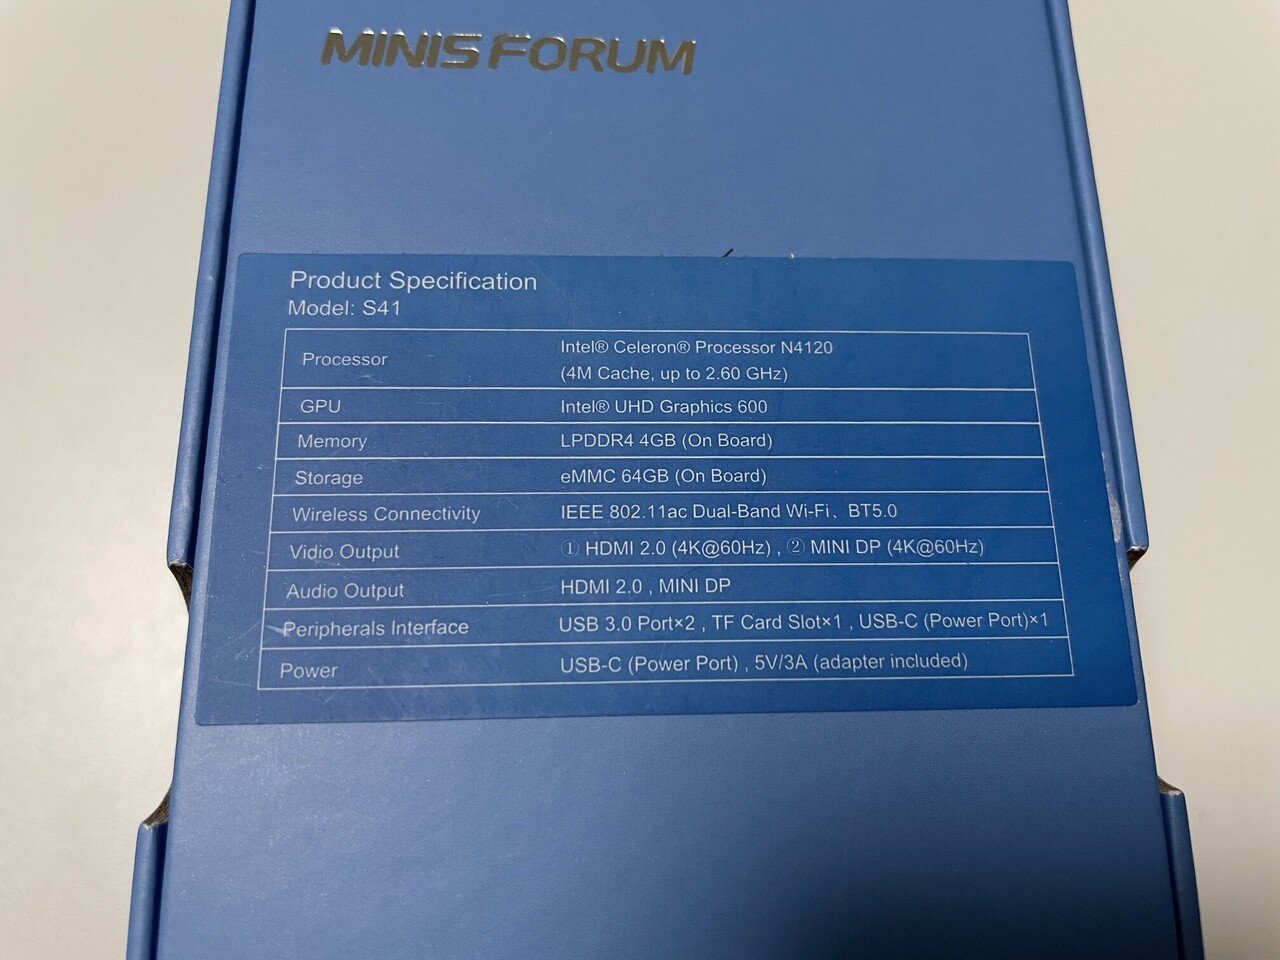 MINISFORUM
Product Specification
Model: S41
Processor
Intel® Celeron® Processor N4120
(4M Cache, up to 2.60 GHz)
GPU Intel® UHD Graphics 600
Memory LPDDR4 4GB (On Board)
Storage eMMC 64GB (On Board)
Wireless Connectivity IEEE 802.11ac Dual-Band Wi-Fi、BT5.0
Vidio Output ① HDMI 2.0 (4K@60Hz) , ② MINI DP (4K@60Hz)
Audio Output HDMI 2.0 , MINI DP
Peripherals Interface USB 3.0 Port×2 , TF Card Slot×1 , USB-C (Power Port)×1
Power USB-C (Power Port) , 5V/3A (adapter included)